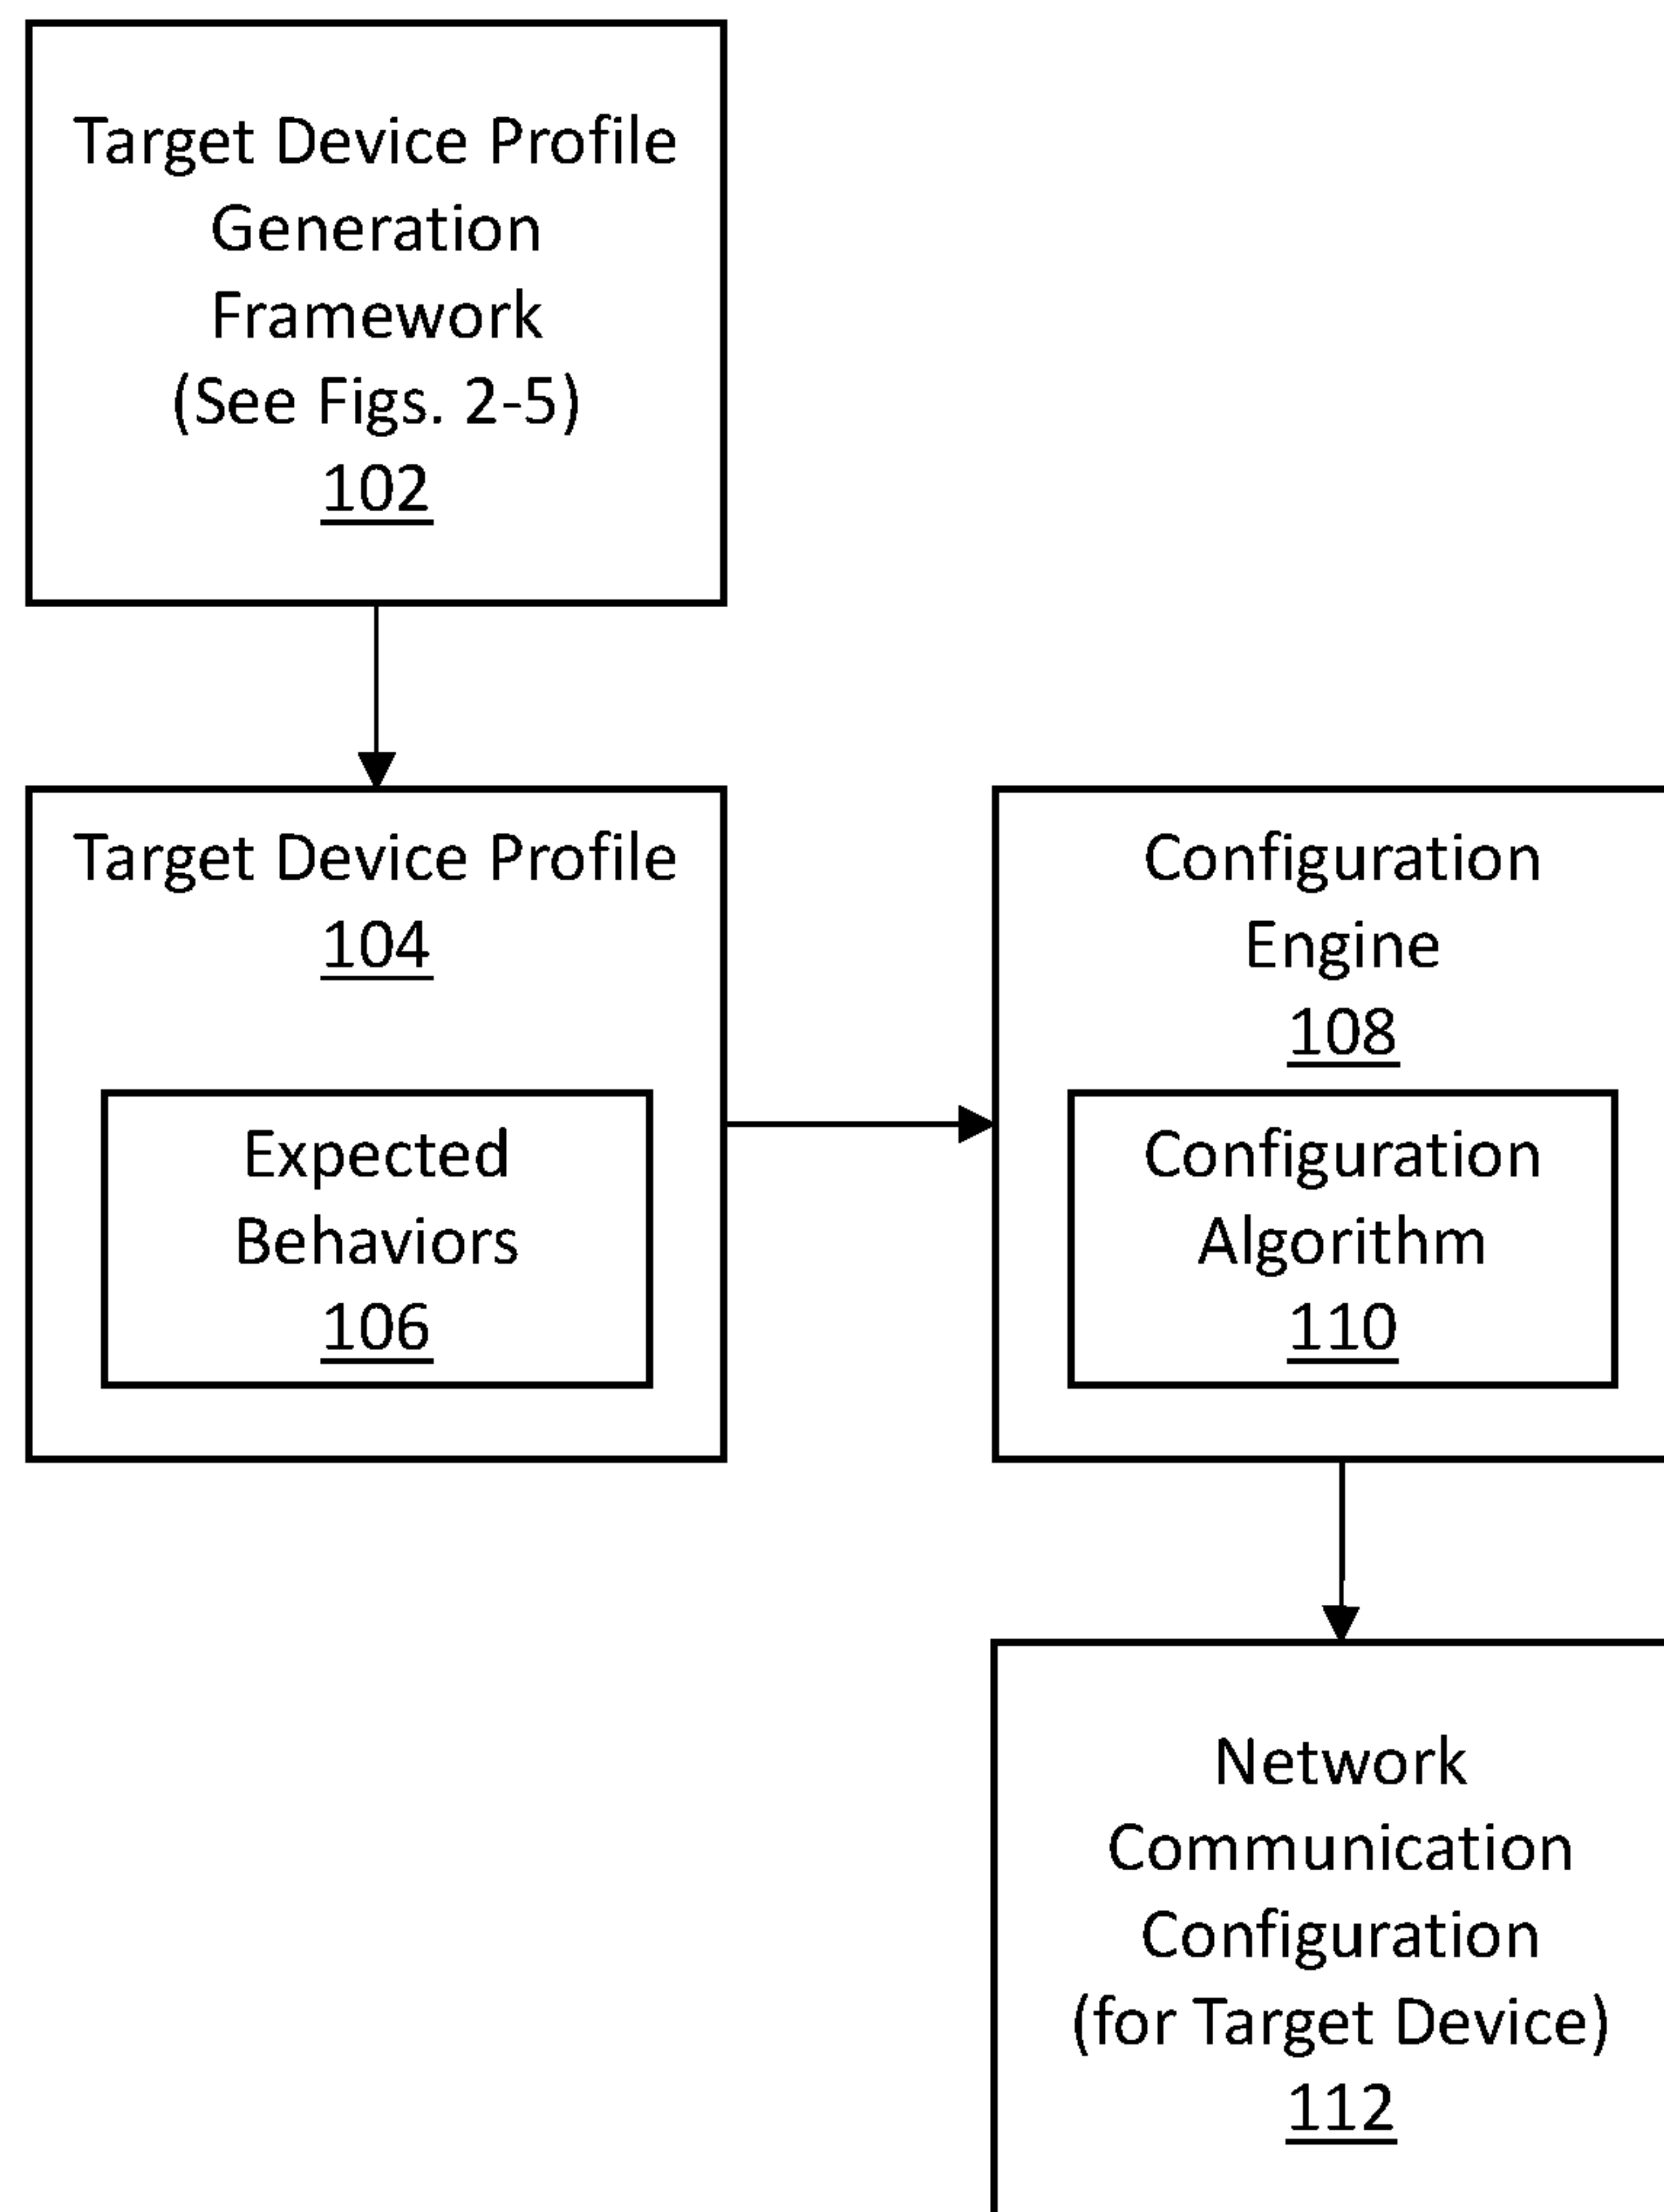 Target Device Profile
Generation
Framework
(See Figs. 2-5)
102
Target Device Profile
104
Expected
Behaviors
106
Configuration
Engine
108
Configuration
Algorithm
110
Network
Communication
Configuration
(for Target Device)
112